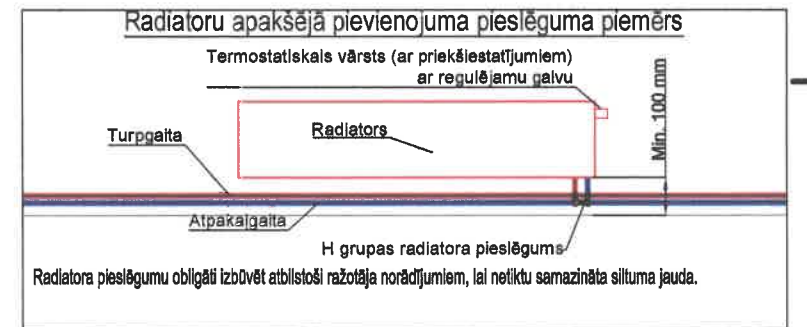 Radiatoru apakšējā pievienojuma pieslēguma piemērs
Termostatiskais vārsts (ar priekšiestatījumiem)
ar regulējamu galvu
Min. 100 mm
Turpgaita
Radiators
Atpakaļgaita
H grupas radiatora pieslēgums
Radiatora pieslēgumu obligāti izbūvēt atbilstoši ražotāja norādījumiem, lai netiktu samazināta siltuma jauda.